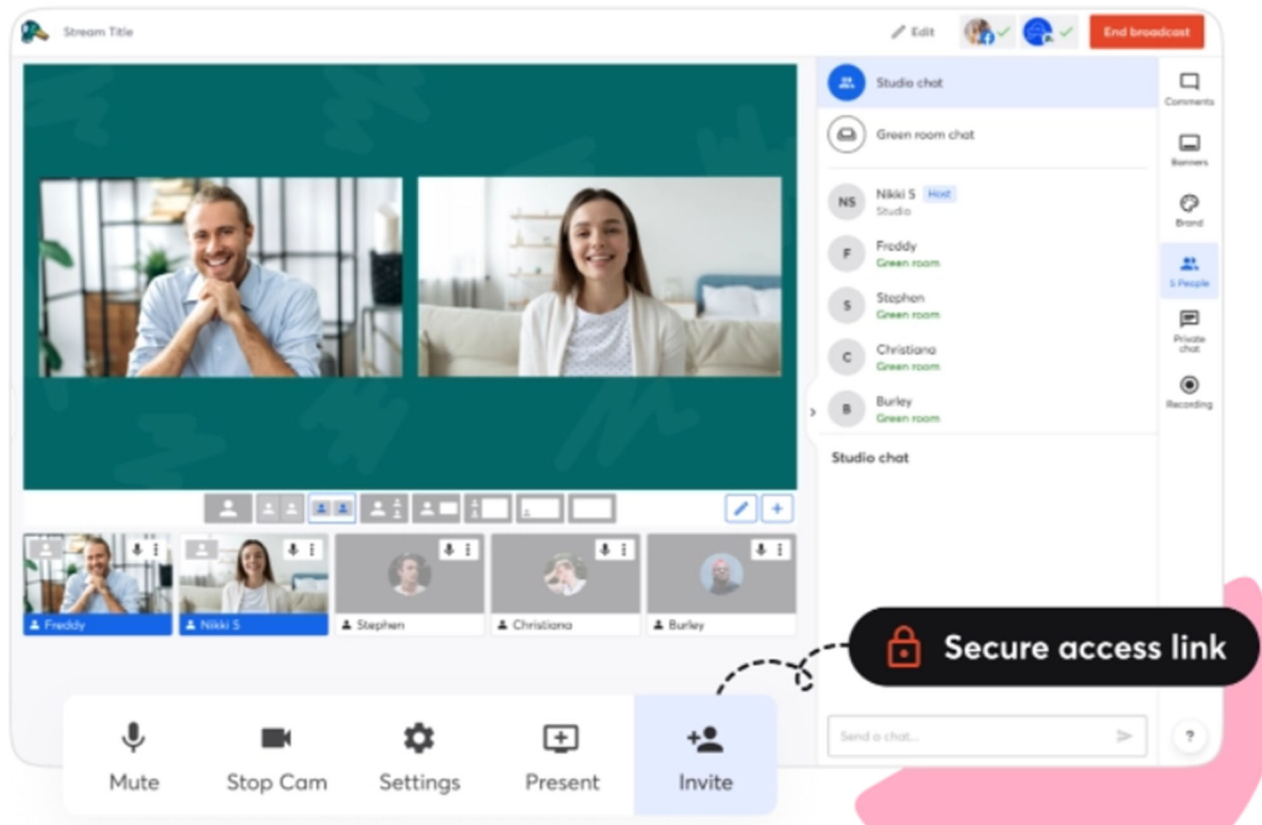 Stream Title
Edit
End broadcast
Studio chat
Green room chat
NS
Nikki S Host
Studio
F
Freddy
Green room
S
Stephen
Green room
C
Christiana
Green room
B
Burley
Green room
Studio chat
Comments
Banners
Brand
5 People
Private
chat
Recording
Freddy
Nikki S
Stephen
Christiana
Burley
Secure access link
Send a chat...
?
Mute
Stop Cam
Settings
Present
Invite